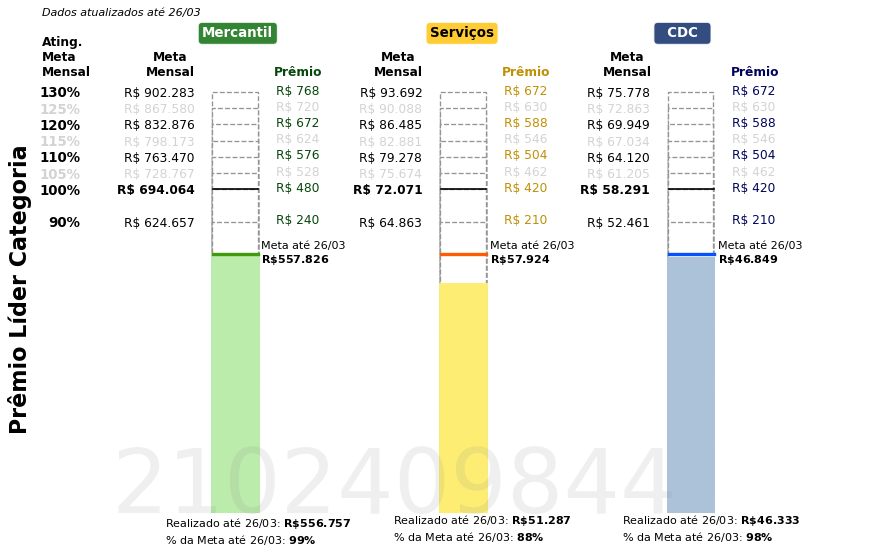 Dados atualizados até 26/03
Mercantil Serviços CDC
Ating. Meta Mensal
Meta Mensal Prêmio Meta Mensal Prêmio Meta Mensal Prêmio
130% R$ 902.283 R$ 768 R$ 93.692 R$ 672 R$ 75.778 R$ 672
125% R$ 867.580 R$ 720 R$ 90.088 R$ 630 R$ 72.863 R$ 630
120% R$ 832.876 R$ 672 R$ 86.485 R$ 588 R$ 69.949 R$ 588
115% R$ 798.173 R$ 624 R$ 82.881 R$ 546 R$ 67.034 R$ 546
110% R$ 763.470 R$ 576 R$ 79.278 R$ 504 R$ 64.120 R$ 504
105% R$ 728.767 R$ 528 R$ 75.674 R$ 462 R$ 61.205 R$ 462
100% R$ 694.064 R$ 480 R$ 72.071 R$ 420 R$ 58.291 R$ 420
90% R$ 624.657 R$ 240 R$ 64.863 R$ 210 R$ 52.461 R$ 210
Meta até 26/03 Meta até 26/03 Meta até 26/03
R$557.826 R$57.924 R$46.849
Prêmio Líder Categoria
2102409844
Realizado até 26/03: R$556.757 Realizado até 26/03: R$51.287 Realizado até 26/03: R$46.333
% da Meta até 26/03: 99% % da Meta até 26/03: 88% % da Meta até 26/03: 98%